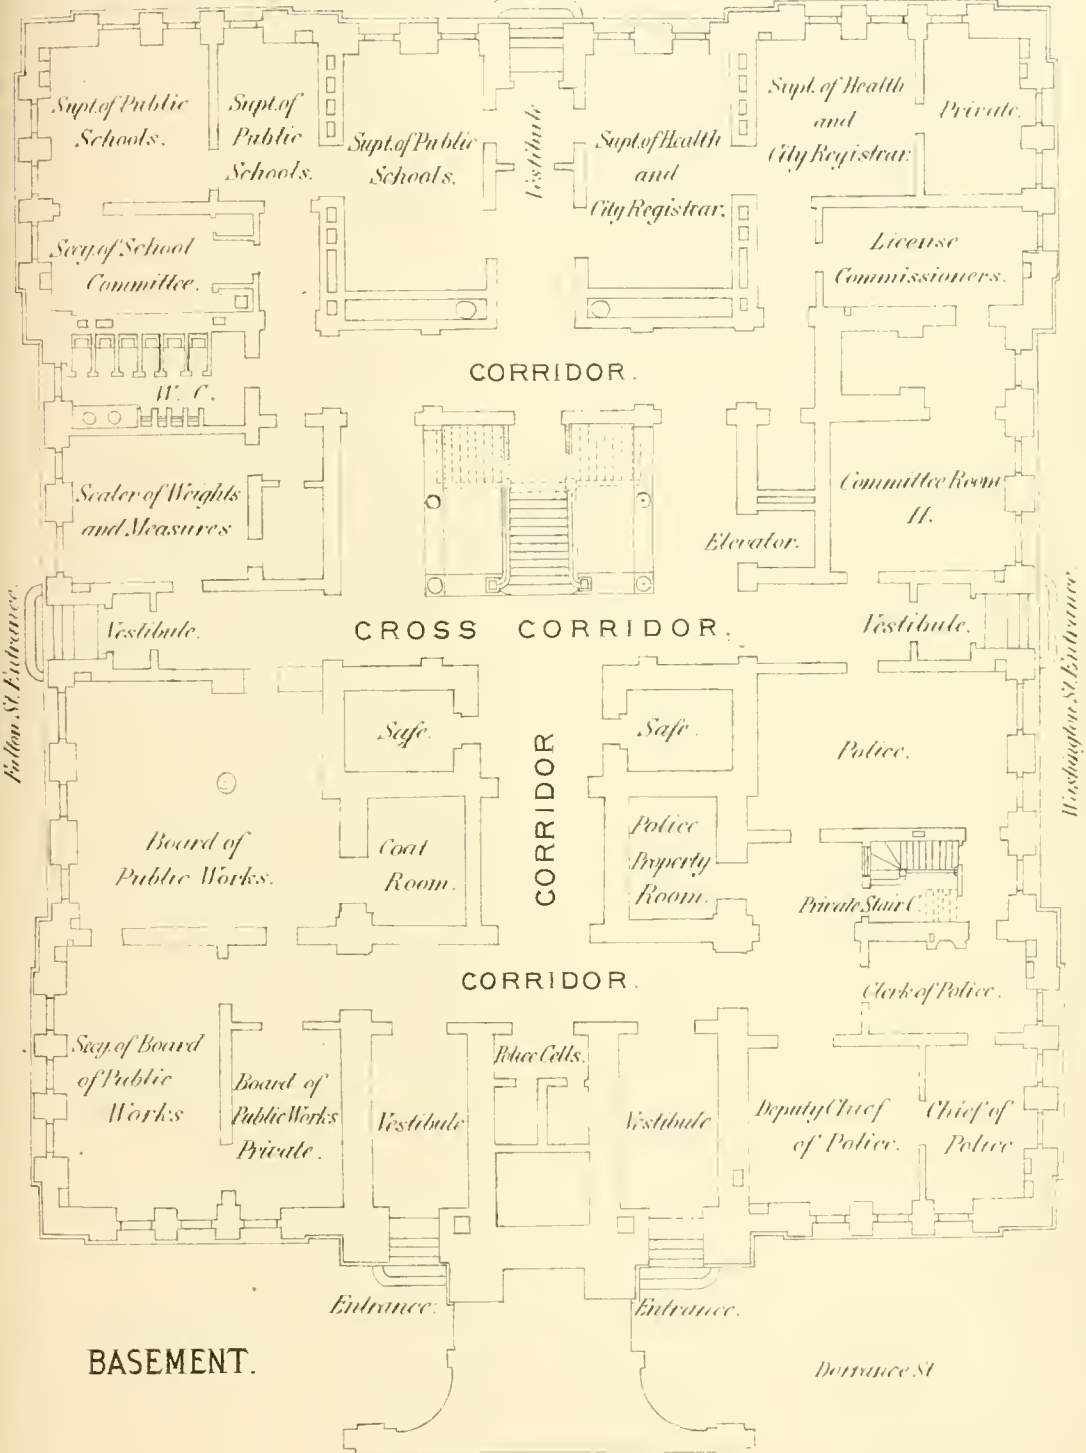 Supt. of Public
Schools.
Supt. of
Public
Schools.
Supt. of Public
Schools.
Vestibule
Supt. of Health
and
City Registrar.
Supt. of Health
and
City Registrar.
Private.
Secy. of School
Committee.
License
Commissioners.
W. C.
CORRIDOR.
Sealer of Weights
and Measures
Elevator.
Committee Room
H.
Fulton St. Entrance.
Vestibule.
CROSS CORRIDOR.
Vestibule.
Washington St. Entrance.
Safe.
Safe.
Police.
CORRIDOR
Board of
Public Works.
Coat
Room.
Police
Property
Room.
Private Stair C.
CORRIDOR.
Clerk of Police.
Secy. of Board
of Public
Works
Board of
Public Works
Private.
Vestibule
Police Cells.
Vestibule
Deputy Chief
of Police.
Chief of
Police
Entrance.
Entrance.
BASEMENT.
Dorrance St